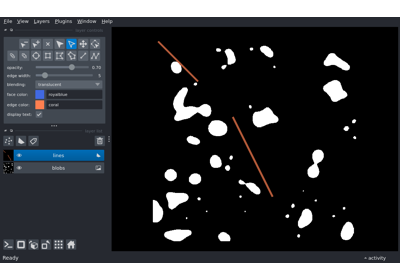 File View Layers Plugins Window Help
opacity: 0.70
edge width: 5
blending: translucent
face color: royalblue
edge color: coral
display text: ✓
lines
blobs
Ready
activity